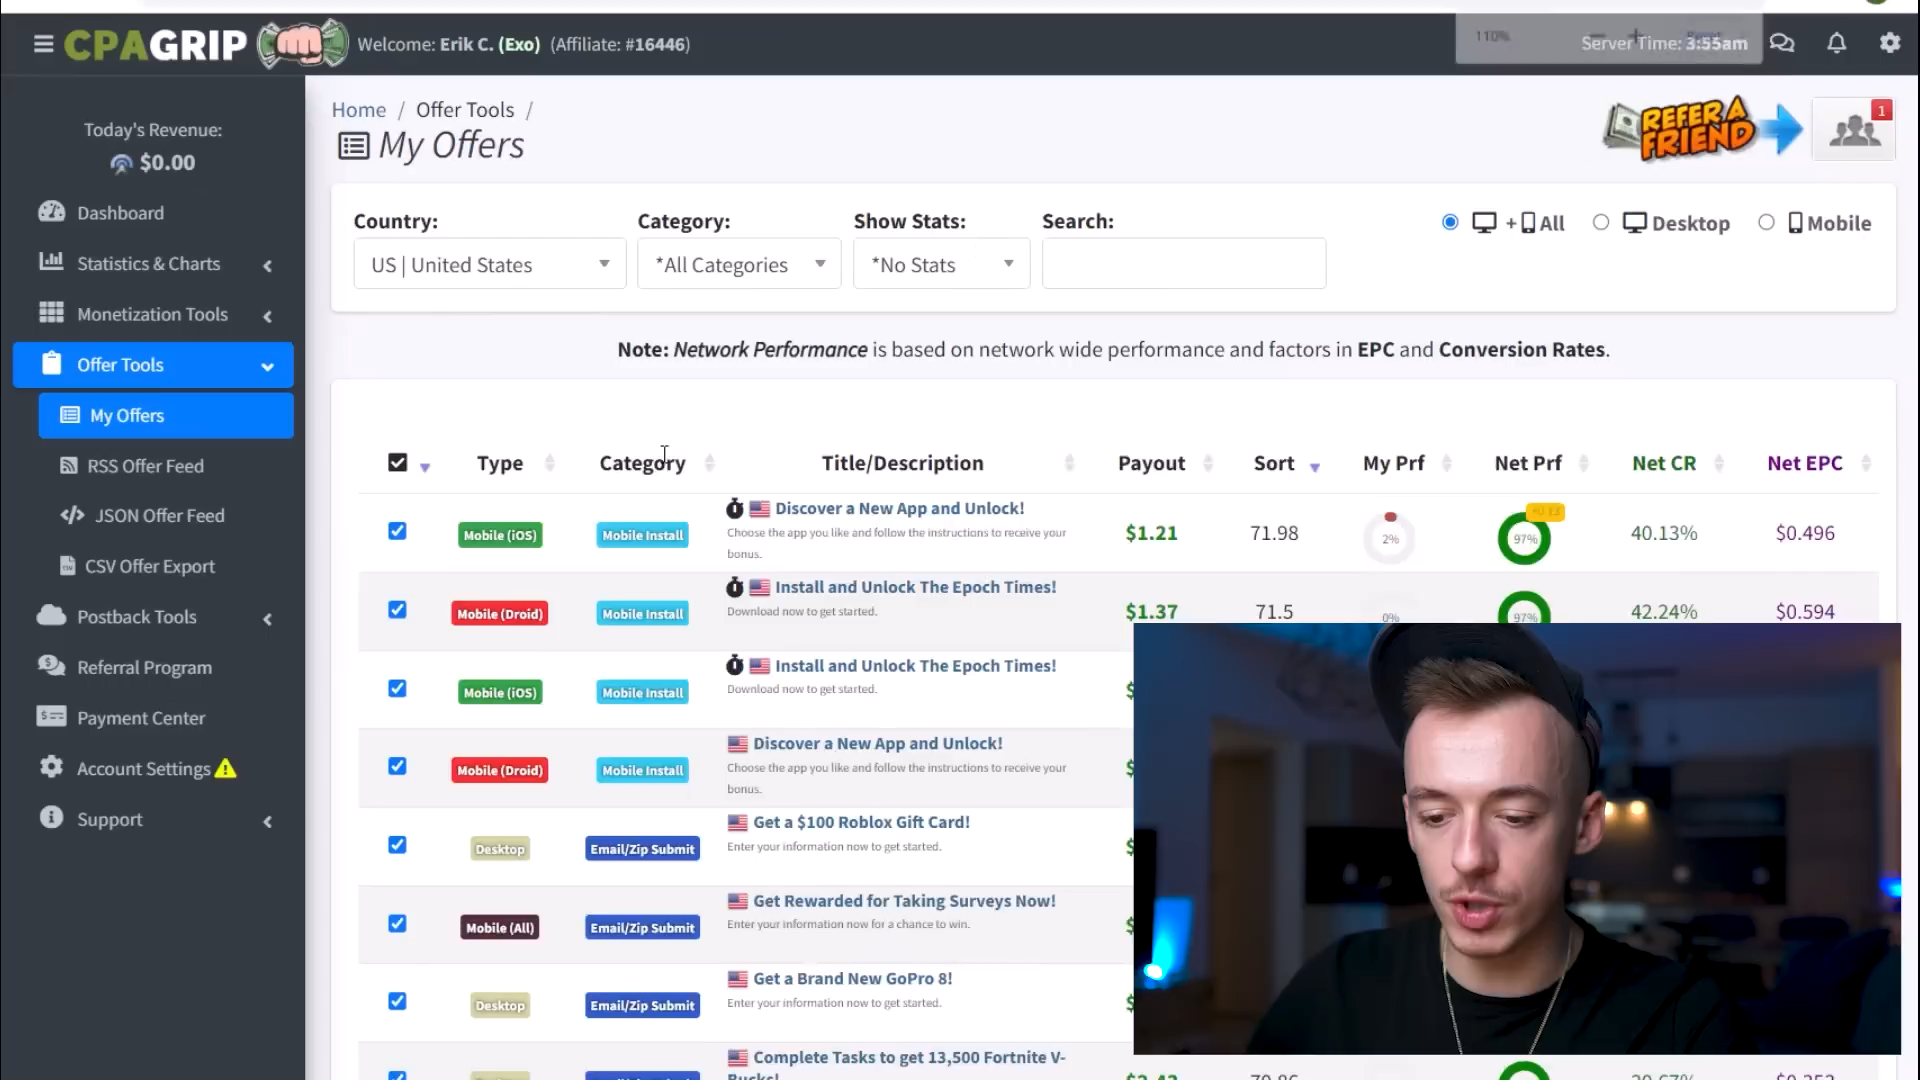 CPAGRIP Welcome: Erik C. (Exo) (Affiliate: #16446)
110%
Server Time: 3:55am
Today's Revenue:
$0.00
Dashboard
Statistics & Charts
Monetization Tools
Offer Tools
My Offers
RSS Offer Feed
JSON Offer Feed
CSV Offer Export
Postback Tools
Referral Program
Payment Center
Account Settings
Support
Home / Offer Tools /
My Offers
REFER A
FRIEND
1
Country:
US | United States
Category:
*All Categories
Show Stats:
*No Stats
Search:
+ All
Desktop
Mobile
Note: Network Performance is based on network wide performance and factors in EPC and Conversion Rates.
Type Category Title/Description Payout Sort My Prf Net Prf Net CR Net EPC
Mobile (iOS) Mobile Install Discover a New App and Unlock! $1.21 71.98 2% 97% 40.13% $0.496
Choose the app you like and follow the instructions to receive your
bonus.
Mobile (Droid) Mobile Install Install and Unlock The Epoch Times! $1.37 71.5 0% 97% 42.24% $0.594
Download now to get started.
Mobile (iOS) Mobile Install Install and Unlock The Epoch Times! $
Download now to get started.
Mobile (Droid) Mobile Install Discover a New App and Unlock! $
Choose the app you like and follow the instructions to receive your
bonus.
Desktop Email/Zip Submit Get a $100 Roblox Gift Card! $
Enter your information now to get started.
Mobile (All) Email/Zip Submit Get Rewarded for Taking Surveys Now! $
Enter your information now for a chance to win.
Desktop Email/Zip Submit Get a Brand New GoPro 8! $
Enter your information now to get started.
Complete Tasks to get 13,500 Fortnite V-
Bucks!